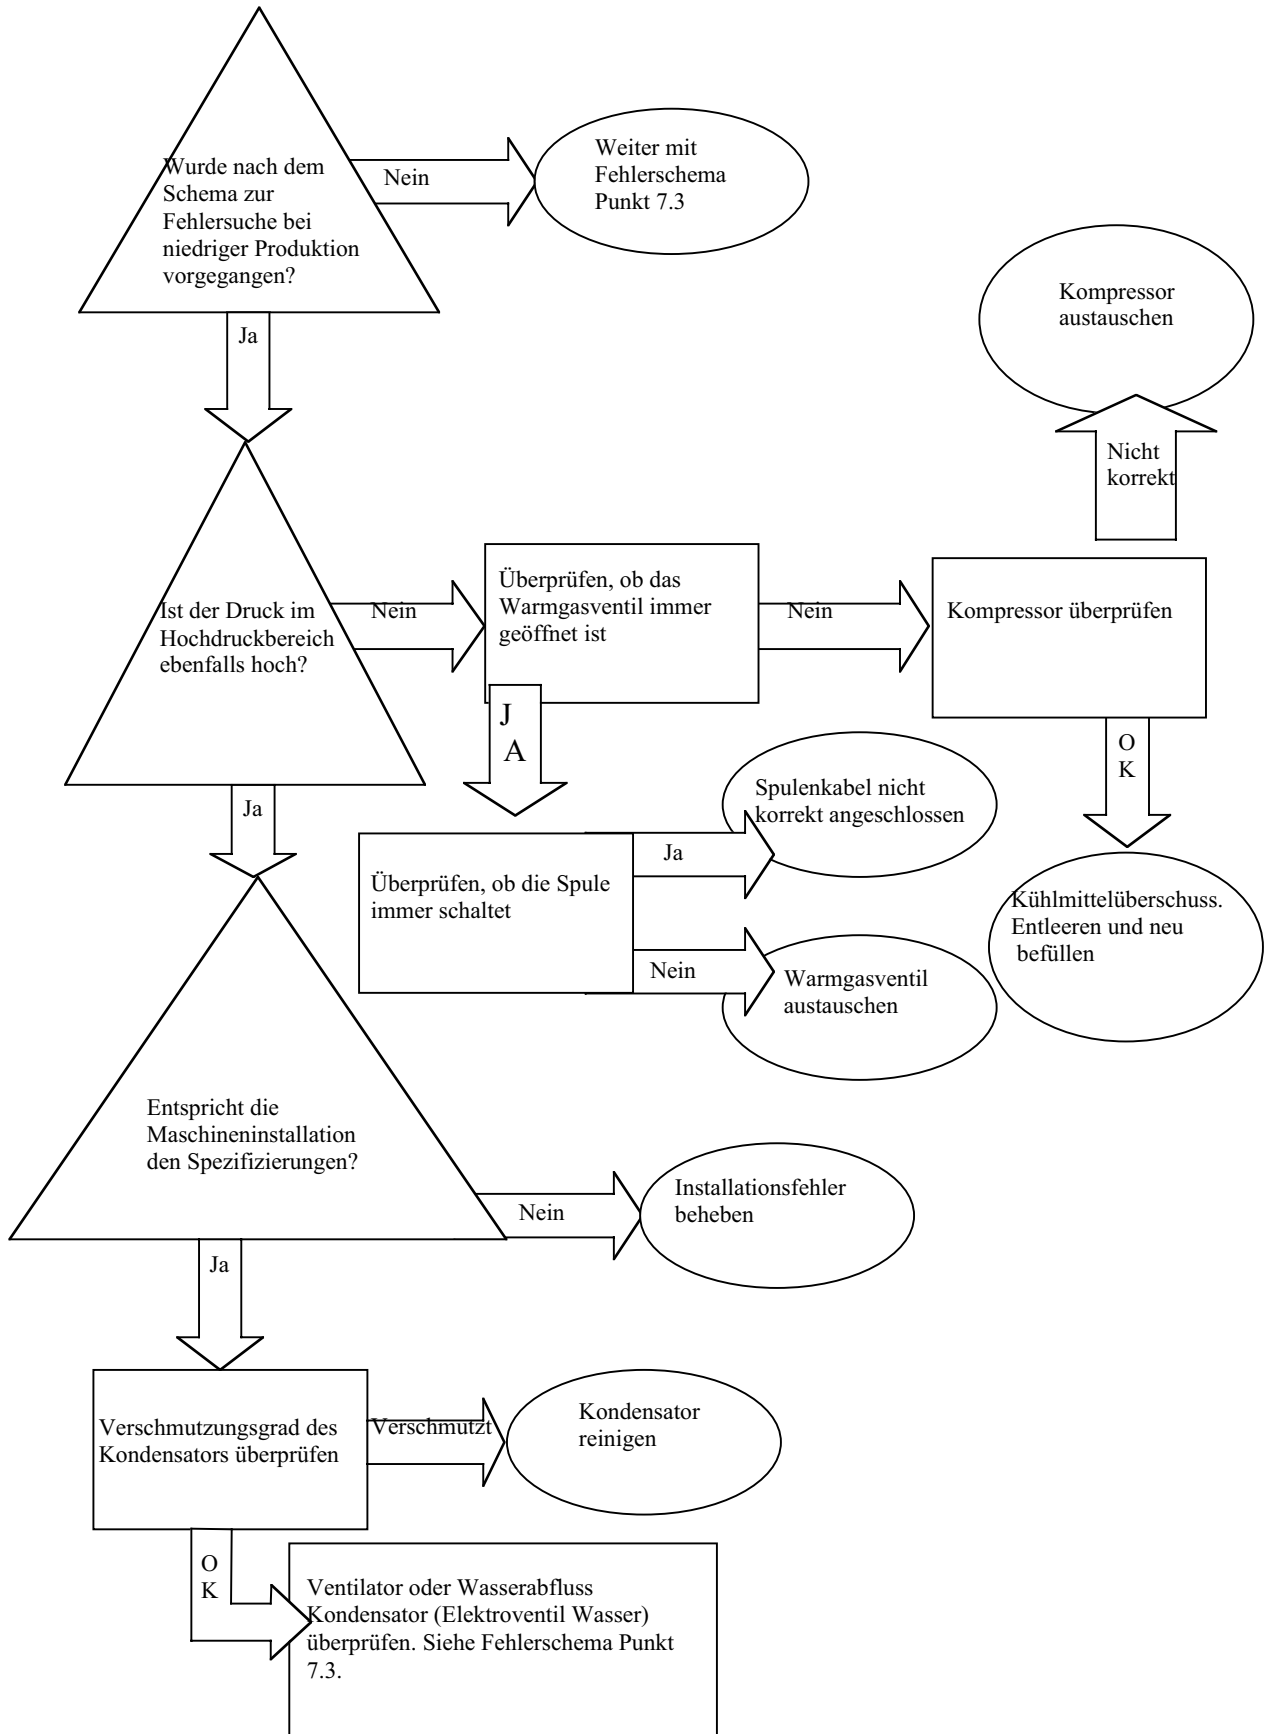 Wurde nach dem
Schema zur
Fehlersuche bei
niedriger Produktion
vorgegangen?
Nein
Weiter mit
Fehlerschema
Punkt 7.3
Ja
Kompressor
austauschen
Nicht
korrekt
Ist der Druck im
Hochdruckbereich
ebenfalls hoch?
Nein
Überprüfen, ob das
Warmgasventil immer
geöffnet ist
Nein
Kompressor überprüfen
J
A
O
K
Ja
Überprüfen, ob die Spule
immer schaltet
Ja
Spulenkabel nicht
korrekt angeschlossen
Nein
Warmgasventil
austauschen
Kühlmittelüberschuss.
Entleeren und neu
befüllen
Entspricht die
Maschineninstallation
den Spezifizierungen?
Nein
Installationsfehler
beheben
Ja
Verschmutzungsgrad des
Kondensators überprüfen
Verschmutzt
Kondensator
reinigen
O
K
Ventilator oder Wasserabfluss
Kondensator (Elektroventil Wasser)
überprüfen. Siehe Fehlerschema Punkt
7.3.